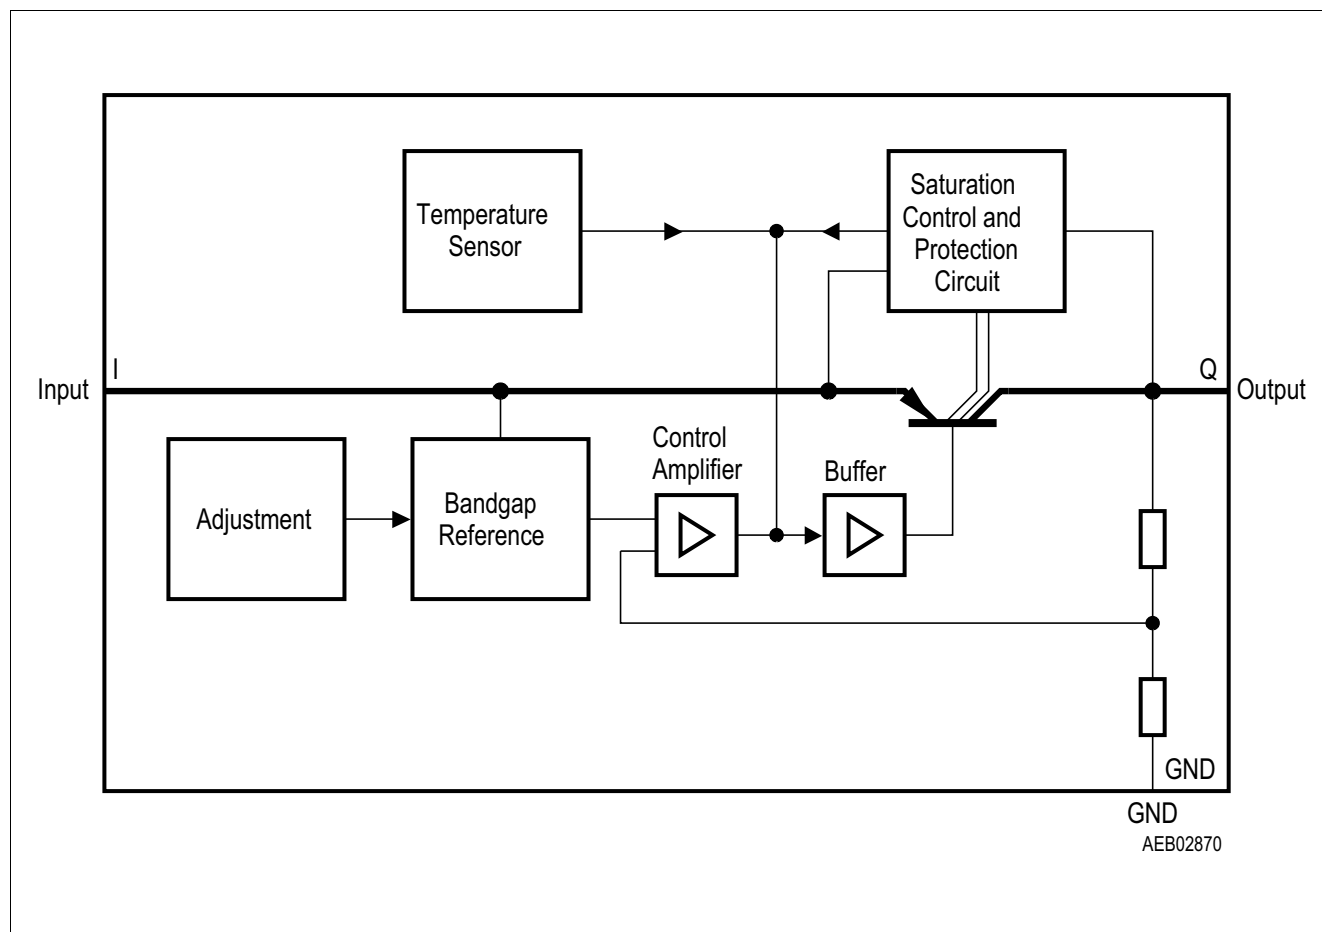 Temperature
Sensor
Saturation
Control and
Protection
Circuit
I
Input
Q
Output
Adjustment
Bandgap
Reference
Control
Amplifier
Buffer
GND
GND
AEB02870